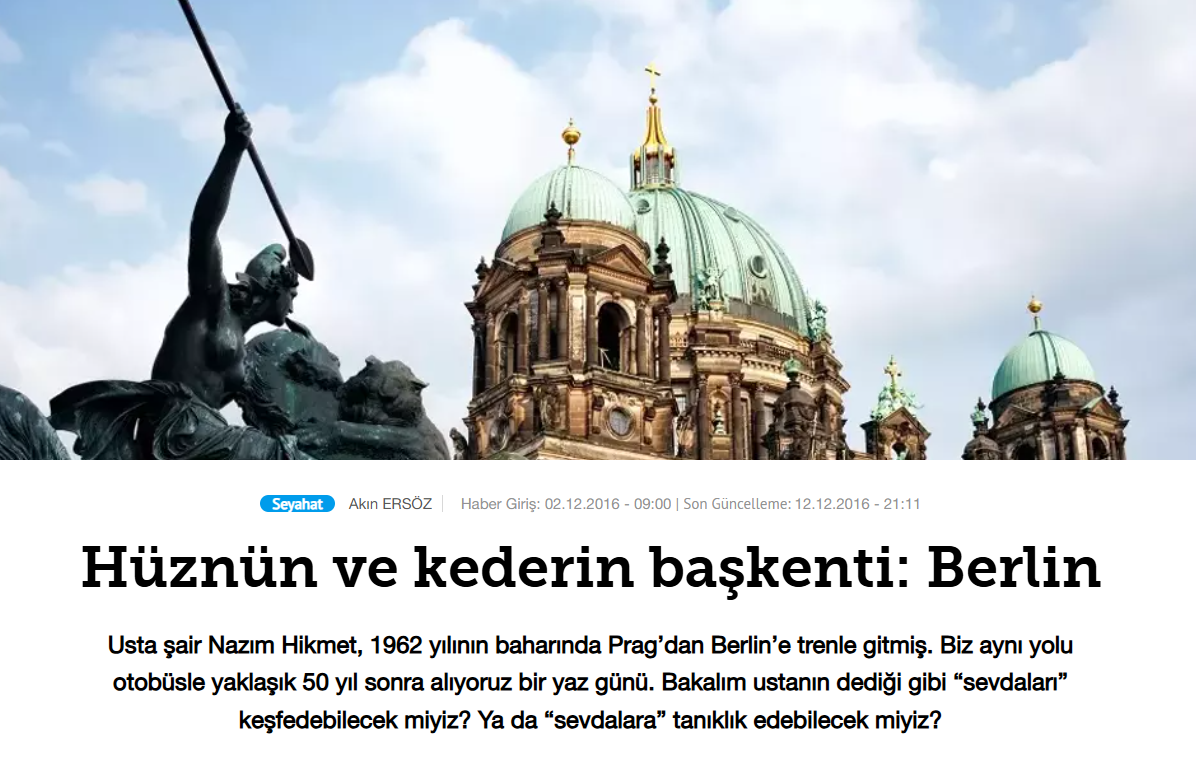 Seyahat Akın ERSÖZ Haber Giriş: 02.12.2016 - 09:00 | Son Güncelleme: 12.12.2016 - 21:11
Hüznün ve kederin başkenti: Berlin
Usta şair Nazım Hikmet, 1962 yılının baharında Prag’dan Berlin’e trenle gitmiş. Biz aynı yolu
otobüsle yaklaşık 50 yıl sonra alıyoruz bir yaz günü. Bakalım ustanın dediği gibi “sevdaları”
keşfedebilecek miyiz? Ya da “sevdalara” tanıklık edebilecek miyiz?